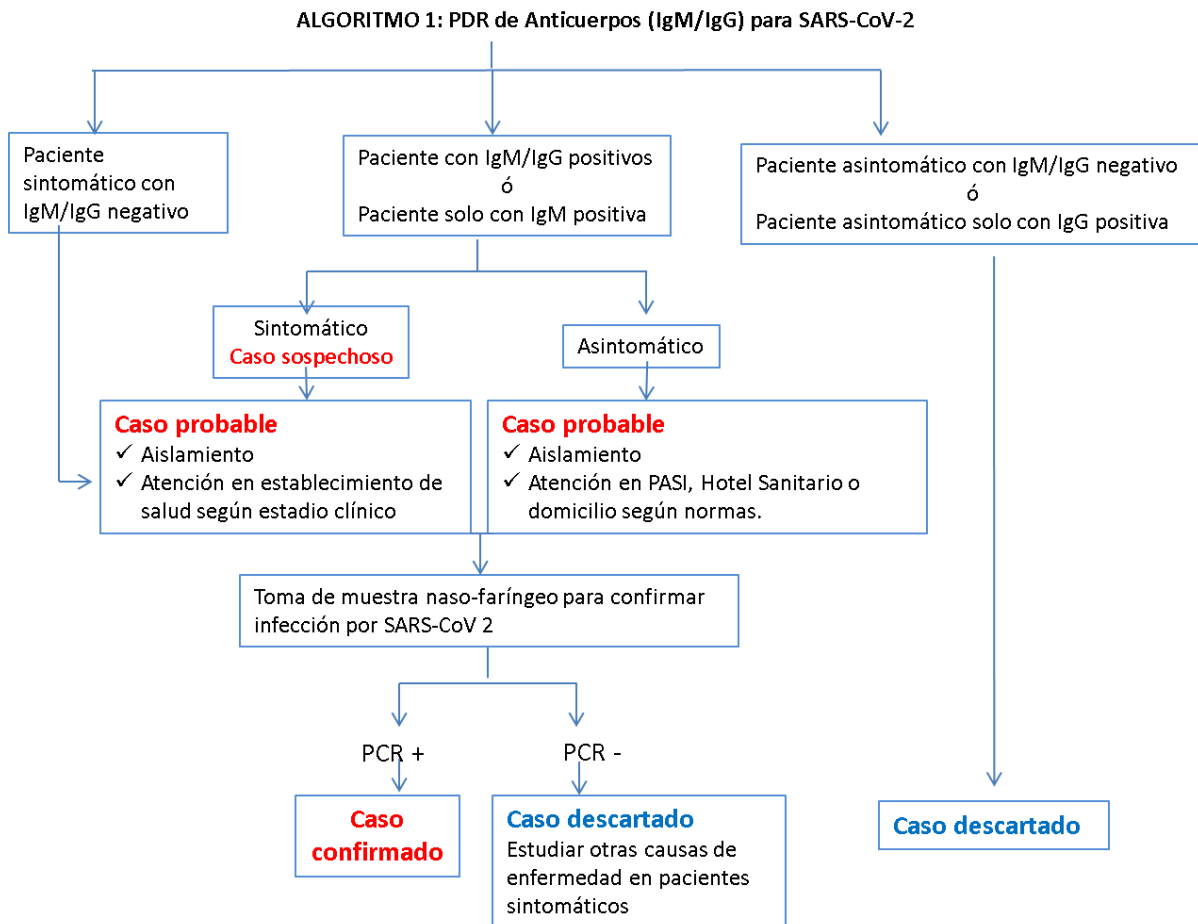 ALGORITMO 1: PDR de Anticuerpos (IgM/IgG) para SARS-CoV-2
Paciente
sintomático con
IgM/IgG negativo
Paciente con IgM/IgG positivos
ó
Paciente solo con IgM positiva
Paciente asintomático con IgM/IgG negativo
ó
Paciente asintomático solo con IgG positiva
Sintomático
Caso sospechoso
Asintomático
Caso probable
✓ Aislamiento
✓ Atención en establecimiento de
salud según estadio clínico
Caso probable
✓ Aislamiento
✓ Atención en PASI, Hotel Sanitario o
domicilio según normas.
Toma de muestra naso-faríngeo para confirmar
infección por SARS-CoV 2
PCR +
PCR -
Caso
confirmado
Caso descartado
Estudiar otras causas de
enfermedad en pacientes
sintomáticos
Caso descartado